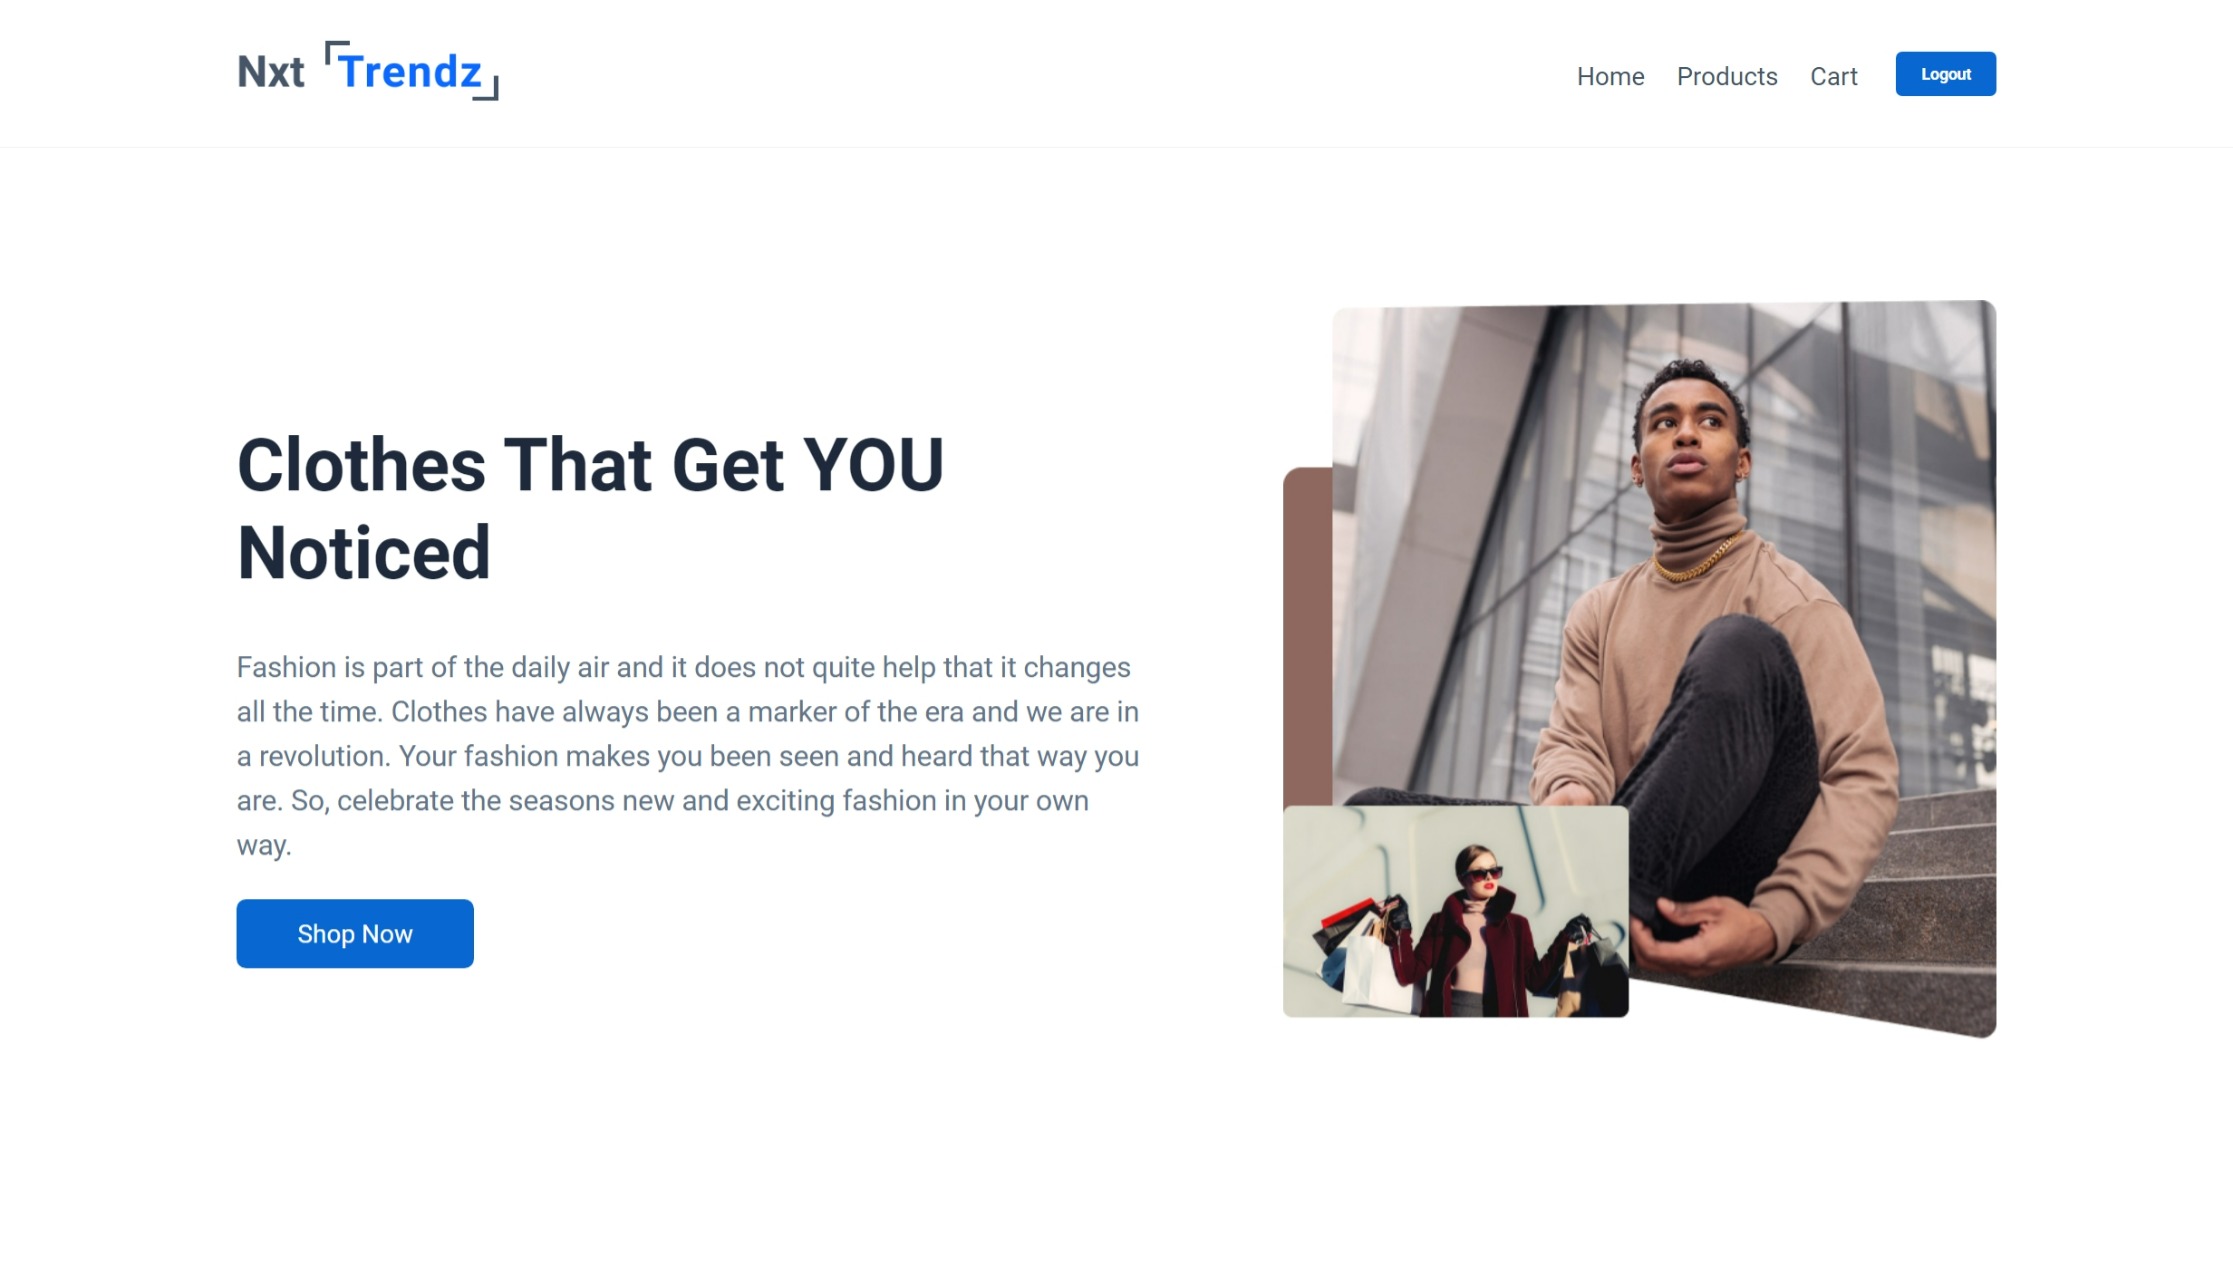 Nxt Trendz
Home Products Cart Logout
Clothes That Get YOU
Noticed
Fashion is part of the daily air and it does not quite help that it changes
all the time. Clothes have always been a marker of the era and we are in
a revolution. Your fashion makes you been seen and heard that way you
are. So, celebrate the seasons new and exciting fashion in your own
way.
Shop Now